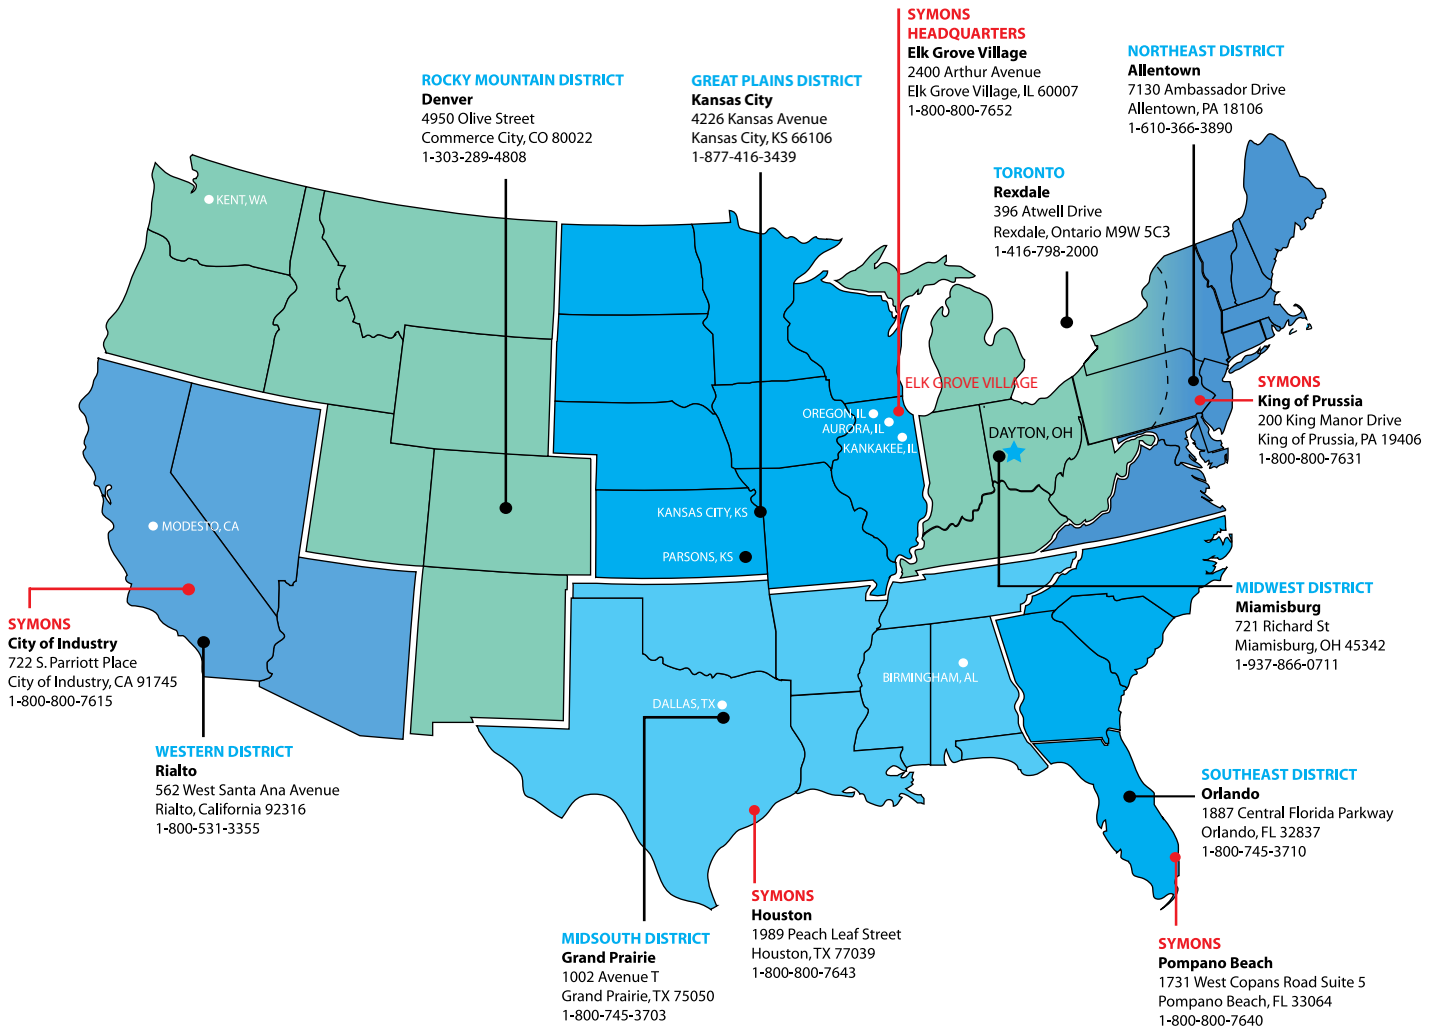 SYMONS
HEADQUARTERS
Elk Grove Village
2400 Arthur Avenue
Elk Grove Village, IL 60007
1-800-800-7652
NORTHEAST DISTRICT
Allentown
7130 Ambassador Drive
Allentown, PA 18106
1-610-366-3890
ROCKY MOUNTAIN DISTRICT
Denver
4950 Olive Street
Commerce City, CO 80022
1-303-289-4808
GREAT PLAINS DISTRICT
Kansas City
4226 Kansas Avenue
Kansas City, KS 66106
1-877-416-3439
TORONTO
Rexdale
396 Atwell Drive
Rexdale, Ontario M9W 5C3
1-416-798-2000
KENT, WA
ELK GROVE VILLAGE
OREGON, IL
AURORA, IL
KANKAKEE, IL
DAYTON, OH
SYMONS
King of Prussia
200 King Manor Drive
King of Prussia, PA 19406
1-800-800-7631
KANSAS CITY, KS
PARSONS, KS
MODESTO, CA
SYMONS
City of Industry
722 S. Parriott Place
City of Industry, CA 91745
1-800-800-7615
MIDWEST DISTRICT
Miamisburg
721 Richard St
Miamisburg, OH 45342
1-937-866-0711
BIRMINGHAM, AL
DALLAS, TX
WESTERN DISTRICT
Rialto
562 West Santa Ana Avenue
Rialto, California 92316
1-800-531-3355
SOUTHEAST DISTRICT
Orlando
1887 Central Florida Parkway
Orlando, FL 32837
1-800-745-3710
SYMONS
Houston
1989 Peach Leaf Street
Houston, TX 77039
1-800-800-7643
MIDSOUTH DISTRICT
Grand Prairie
1002 Avenue T
Grand Prairie, TX 75050
1-800-745-3703
SYMONS
Pompano Beach
1731 West Copans Road Suite 5
Pompano Beach, FL 33064
1-800-800-7640